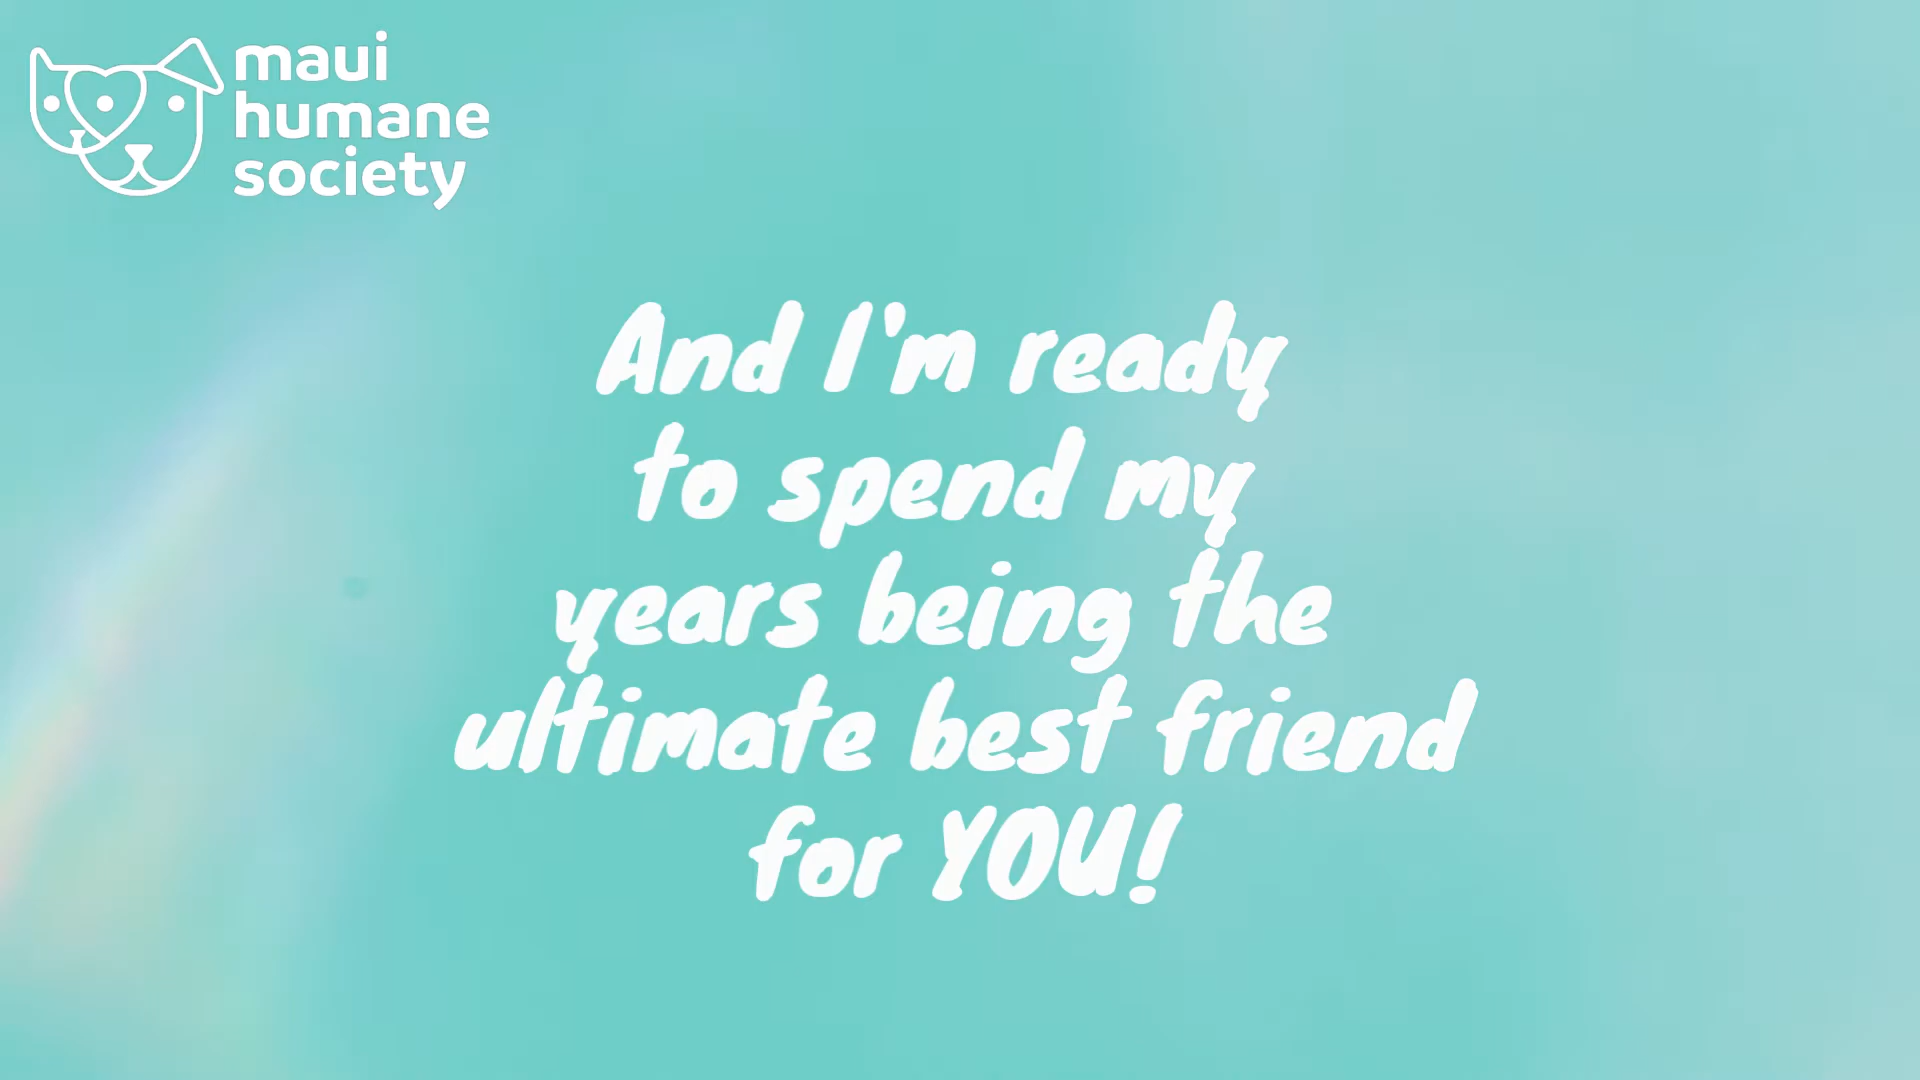 maui
humane
society
And I'm ready
to spend my
years being the
ultimate best friend
for YOU!